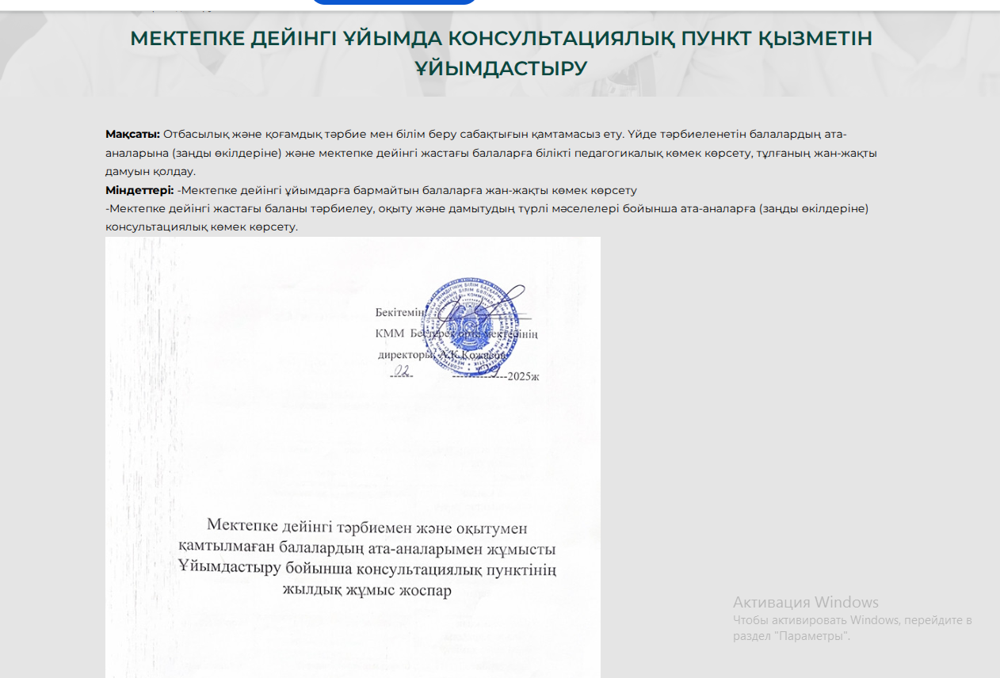 МЕКТЕПКЕ ДЕЙІНГІ ҰЙЫМДА КОНСУЛЬТАЦИЯЛЫҚ ПУНКТ ҚЫЗМЕТІН
ҰЙЫМДАСТЫРУ
Мақсаты: Отбасылық және қоғамдық тәрбие мен білім беру сабақтығын қамтамасыз ету. Үйде тәрбиеленетін балалардың ата-
аналарына (заңды өкілдеріне) және мектепке дейінгі жастағы балаларға білікті педагогикалық көмек көрсету, тұлғаның жан-жақты
дамуын қолдау.
Міндеттері: -Мектепке дейінгі ұйымдарға бармайтын балаларға жан-жақты көмек көрсету
-Мектепке дейінгі жастағы баланы тәрбиелеу, оқыту және дамытудың түрлі мәселелері бойынша ата-аналарға (заңды өкілдеріне)
консультациялық көмек көрсету.
Бекітемін
КММ Бестерек орта мектебінің
директоры А.К.Кожанов
02 09 2025ж
Мектепке дейінгі тәрбиемен және оқытумен
қамтылмаған балалардың ата-аналарымен жұмысты
Ұйымдастыру бойынша консультациялық пунктінің
жылдық жұмыс жоспар
Активация Windows
Чтобы активировать Windows, перейдите в
раздел "Параметры".